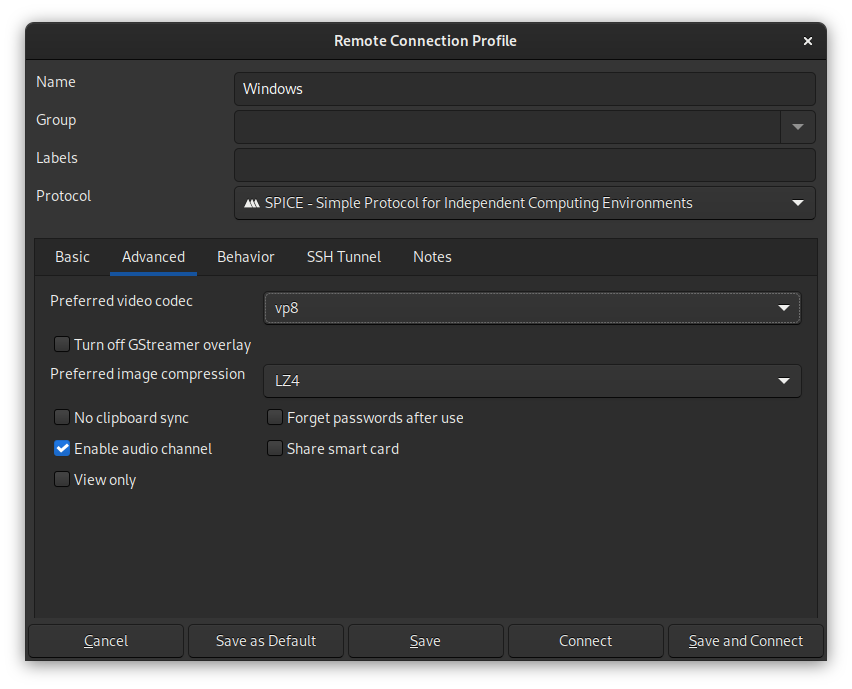 Remote Connection Profile
Name
Windows
Group
Labels
Protocol
SPICE - Simple Protocol for Independent Computing Environments
Basic Advanced Behavior SSH Tunnel Notes
Preferred video codec
vp8
Turn off GStreamer overlay
Preferred image compression
LZ4
No clipboard sync Forget passwords after use
Enable audio channel Share smart card
View only
Cancel Save as Default Save Connect Save and Connect